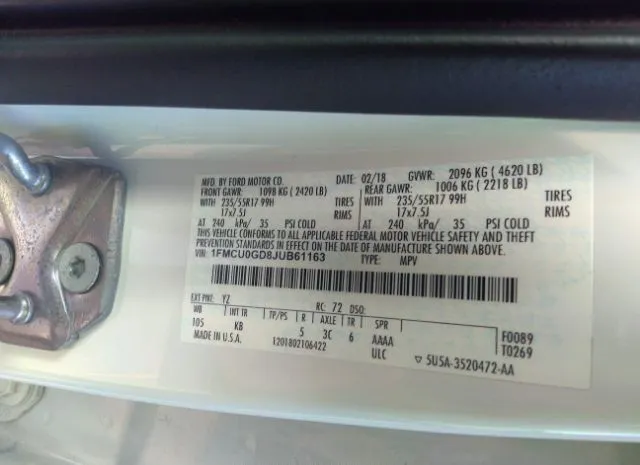 MFD. BY FORD MOTOR CO. DATE: 02/18 GVWR: 2096 KG ( 4620 LB)
FRONT GAWR: 1098 KG ( 2420 LB) REAR GAWR: 1006 KG ( 2218 LB)
235/55R17 99H TIRES 235/55R17 99H TIRES
17x7.5J RIMS 17x7.5J RIMS
AT 240 kPa/ 35 PSI COLD AT 240 kPa/ 35 PSI COLD
THIS VEHICLE CONFORMS TO ALL APPLICABLE FEDERAL MOTOR VEHICLE SAFETY AND THEFT
PREVENTION STANDARDS IN EFFECT ON THE DATE OF MANUFACTURE SHOWN ABOVE.
VIN: 1FMCU0GD8JUB61163 TYPE: MPV
EXT PNT: YZ RC: 72 DSO:
WB INT TR TP/PS R AXLE TR SPR
105 KB 5 3C 6 AAAA F0089
MADE IN U.S.A. 1201802106422 ULC ▽ 5U5A-3520472-AA T0269